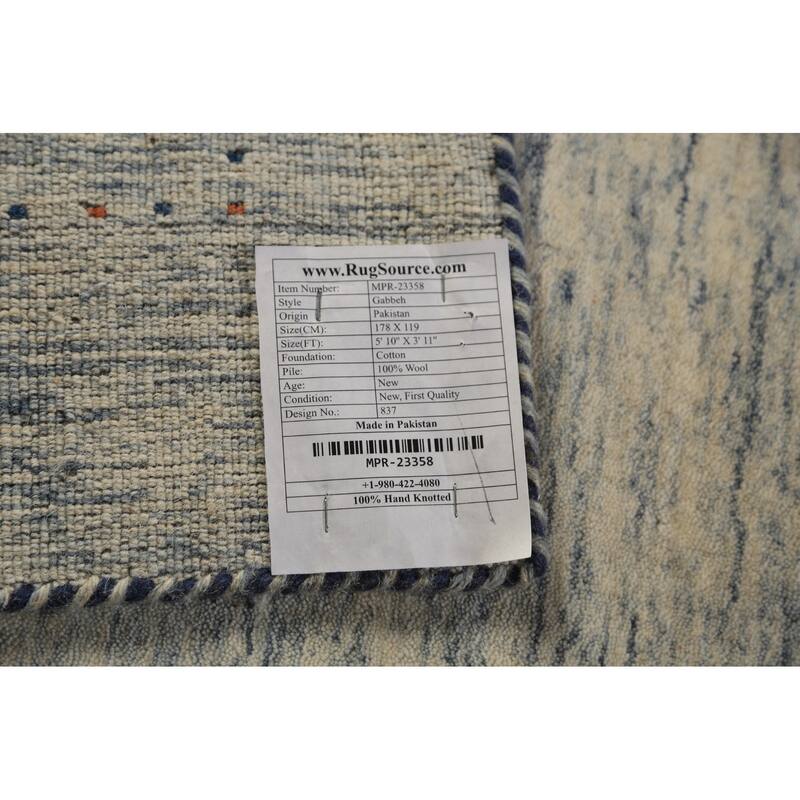 www.RugSource.com
Item Number: MPR-23358
Style Gabbeh
Origin Pakistan
Size(CM): 178 X 119
Size(FT): 5' 10" X 3' 11"
Foundation: Cotton
Pile: 100% Wool
Age: New
Condition: New, First Quality
Design No.: 837
Made in Pakistan
MPR-23358
+1-980-422-4080
100% Hand Knotted